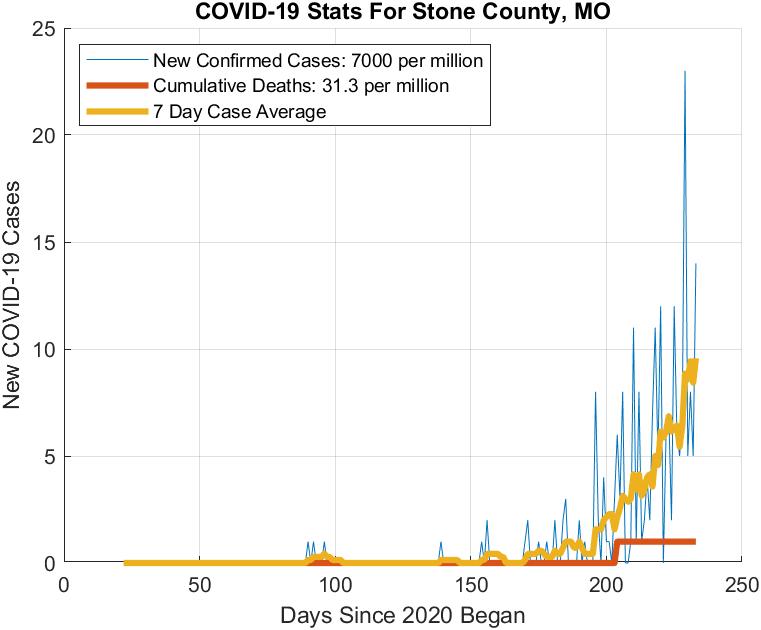 COVID-19 Stats For Stone County, MO
New Confirmed Cases: 7000 per million
Cumulative Deaths: 31.3 per million
7 Day Case Average
New COVID-19 Cases
25
20
15
10
5
0
0 50 100 150 200 250
Days Since 2020 Began